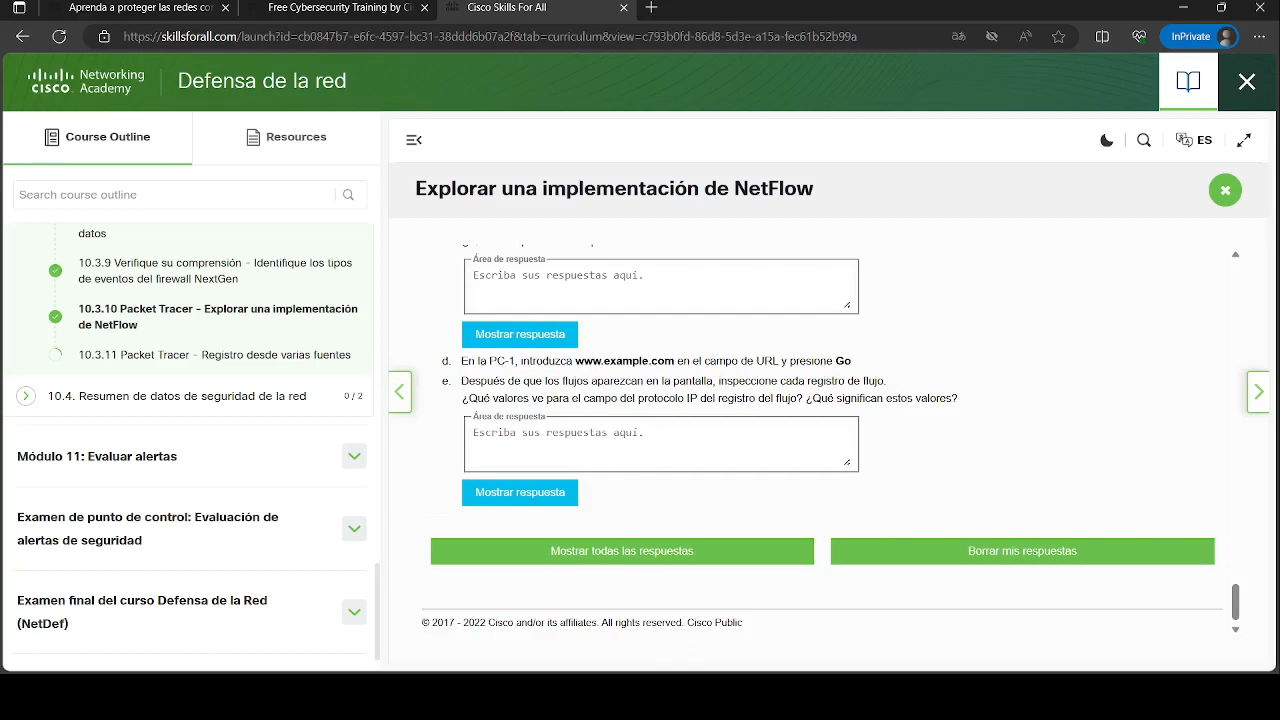 Aprenda a proteger las redes cor
Free Cybersecurity Training by Ci
Cisco Skills For All
https://skillsforall.com/launch?id=cb0847b7-e6fc-4597-bc31-38ddd6b07a2f&tab=curriculum&view=c793b0fd-86d8-5d3e-a15a-fec61b52b99a
InPrivate
Networking
CISCO Academy
Defensa de la red
Course Outline
Resources
ES
Search course outline
Explorar una implementación de NetFlow
datos
10.3.9 Verifique su comprensión - Identifique los tipos
de eventos del firewall NextGen
10.3.10 Packet Tracer - Explorar una implementación
de NetFlow
10.3.11 Packet Tracer - Registro desde varias fuentes
10.4. Resumen de datos de seguridad de la red
0 / 2
Módulo 11: Evaluar alertas
Examen de punto de control: Evaluación de
alertas de seguridad
Examen final del curso Defensa de la Red
(NetDef)
Área de respuesta
Escriba sus respuestas aquí.
Mostrar respuesta
d. En la PC-1, introduzca www.example.com en el campo de URL y presione Go
e. Después de que los flujos aparezcan en la pantalla, inspeccione cada registro de flujo.
¿Qué valores ve para el campo del protocolo IP del registro del flujo? ¿Qué significan estos valores?
Área de respuesta
Escriba sus respuestas aquí.
Mostrar respuesta
Mostrar todas las respuestas
Borrar mis respuestas
© 2017 - 2022 Cisco and/or its affiliates. All rights reserved. Cisco Public